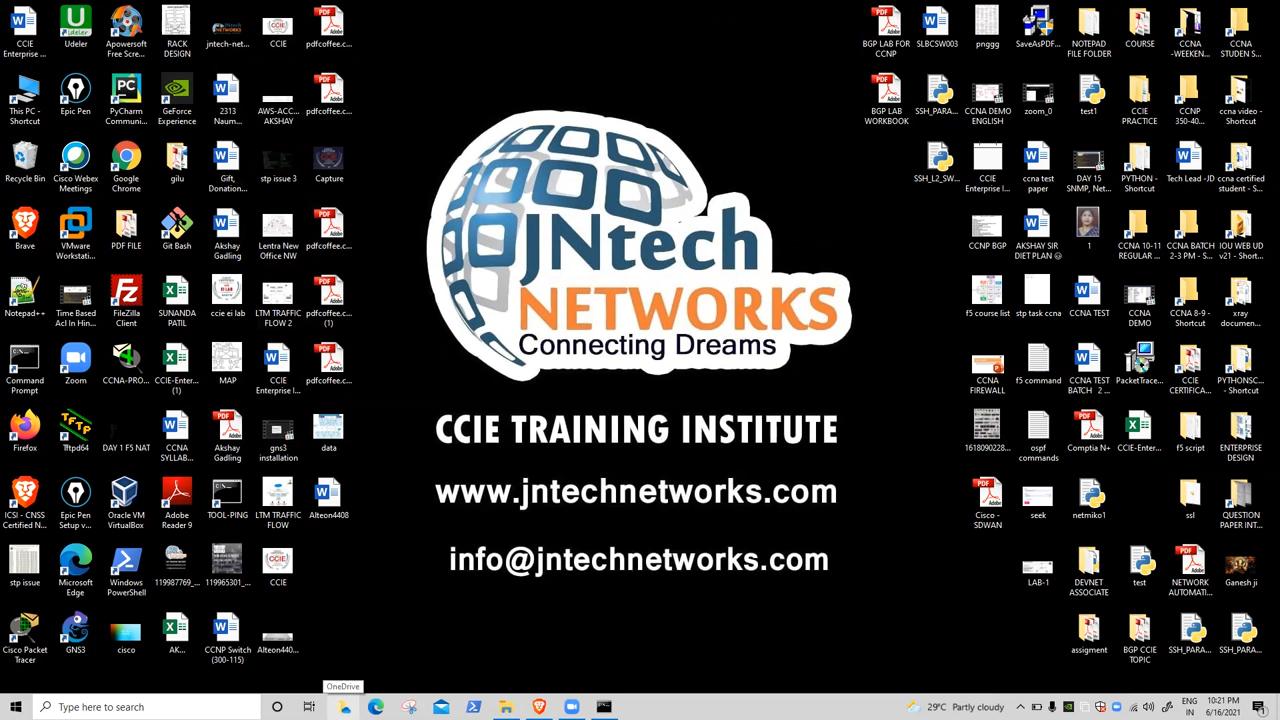 CCIE Enterprise ...
Udeler
Apowersoft Free Scre...
RACK DESIGN
jntech-net...
CCIE
pdfcoffee.c...
BGP LAB FOR CCNP
SLBCSW003
pnggg
SaveAsPDF...
NOTEPAD FILE FOLDER
COURSE
CCNA -WEEKEN...
CCNA STUDEN S...
This PC - Shortcut
Epic Pen
PyCharm Communi...
GeForce Experience
2313 Naum...
AWS-ACC... AKSHAY
pdfcoffee.c...
BGP LAB WORKBOOK
SSH_PARA...
CCNA DEMO ENGLISH
zoom_0
test1
CCIE PRACTICE
CCNP 350-40...
ccna video - Shortcut
Recycle Bin
Cisco Webex Meetings
Google Chrome
gilu
Gift, Donation...
stp issue 3
Capture
SSH_L2_SW...
CCIE Enterprise I...
ccna test paper
DAY 15 SNMP, Net...
PYTHON - Shortcut
Tech Lead -JD
ccna certified student - S...
Brave
VMware Workstati...
PDF FILE
Git Bash
Akshay Gadling
Lentra New Office NW
pdfcoffee.c...
JNtech
NETWORKS
Connecting Dreams
CCNP BGP
AKSHAY SIR DIET PLAN
1
CCNA 10-11 REGULAR ...
CCNA BATCH 2-3 PM - S...
IOU WEB UD v21 - Short...
Notepad++
Time Based Acl In Hin...
FileZilla Client
SUNANDA PATIL
ccie ei lab
LTM TRAFFIC FLOW 2
pdfcoffee.c... (1)
f5 course list
stp task ccna
CCNA TEST
CCNA DEMO
CCNA 8-9 - Shortcut
xray documen...
Command Prompt
Zoom
CCNA-PRO...
CCIE-Enter... (1)
MAP
CCIE Enterprise I...
pdfcoffee.c...
CCNA FIREWALL
f5 command
CCNA TEST BATCH 2 ...
PacketTrace...
CCIE CERTIFICA...
PYTHONSC... - Shortcut
CCIE TRAINING INSTITUTE
Firefox
Tftpd64
DAY 1 F5 NAT
CCNA SYLLAB...
Akshay Gadling
gns3 installation
data
1618090228...
ospf commands
Comptia N+
CCIE-Enter...
f5 script
ENTERPRISE DESIGN
www.jntechnetworks.com
ICSI - CNSS Certified N...
Epic Pen Setup v...
Oracle VM VirtualBox
Adobe Reader 9
TOOL-PING
LTM TRAFFIC FLOW
Alteon4408
Cisco - SDWAN
seek
netmiko1
ssl
QUESTION PAPER INT...
info@jntechnetworks.com
stp issue
Microsoft Edge
Windows PowerShell
119987769_...
119965301_...
CCIE
LAB-1
DEVNET ASSOCIATE
test
NETWORK AUTOMATI...
Ganesh ji
Cisco Packet Tracer
GNS3
cisco
AK...
CCNP Switch (300-115)
Alteon440...
assigment
BGP CCIE TOPIC
SSH_PARA...
SSH_PARA...
OneDrive
Type here to search
29°C Partly cloudy
ENG
IN
10:21 PM
6/16/2021